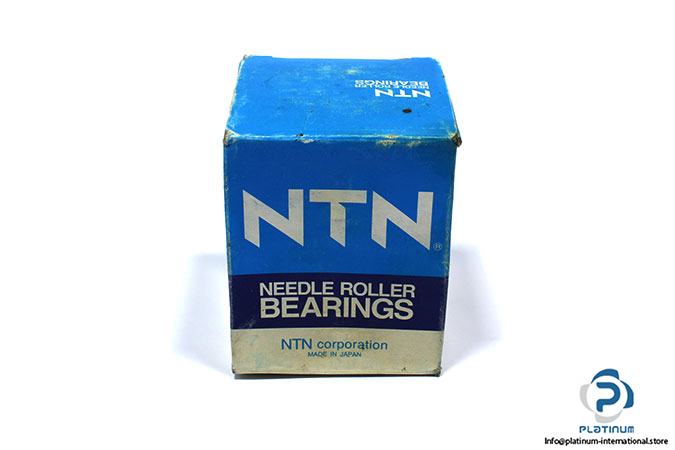 NTN
NEEDLE ROLLER
BEARINGS
NTN®
NEEDLE ROLLER
BEARINGS
NTN corporation
MADE IN JAPAN
PLATINUM
Info@platinum-international.store